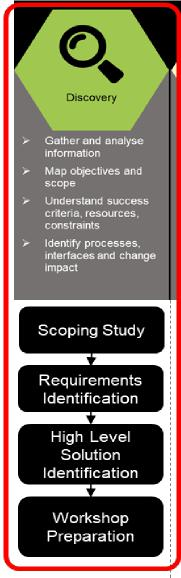 Discovery
Gather and analyse
information
Map objectives and
scope
Understand success
criteria, resources,
constraints
Identify processes,
interfaces and change
impact
Scoping Study
Requirements
Identification
High Level
Solution
Identification
Workshop
Preparation